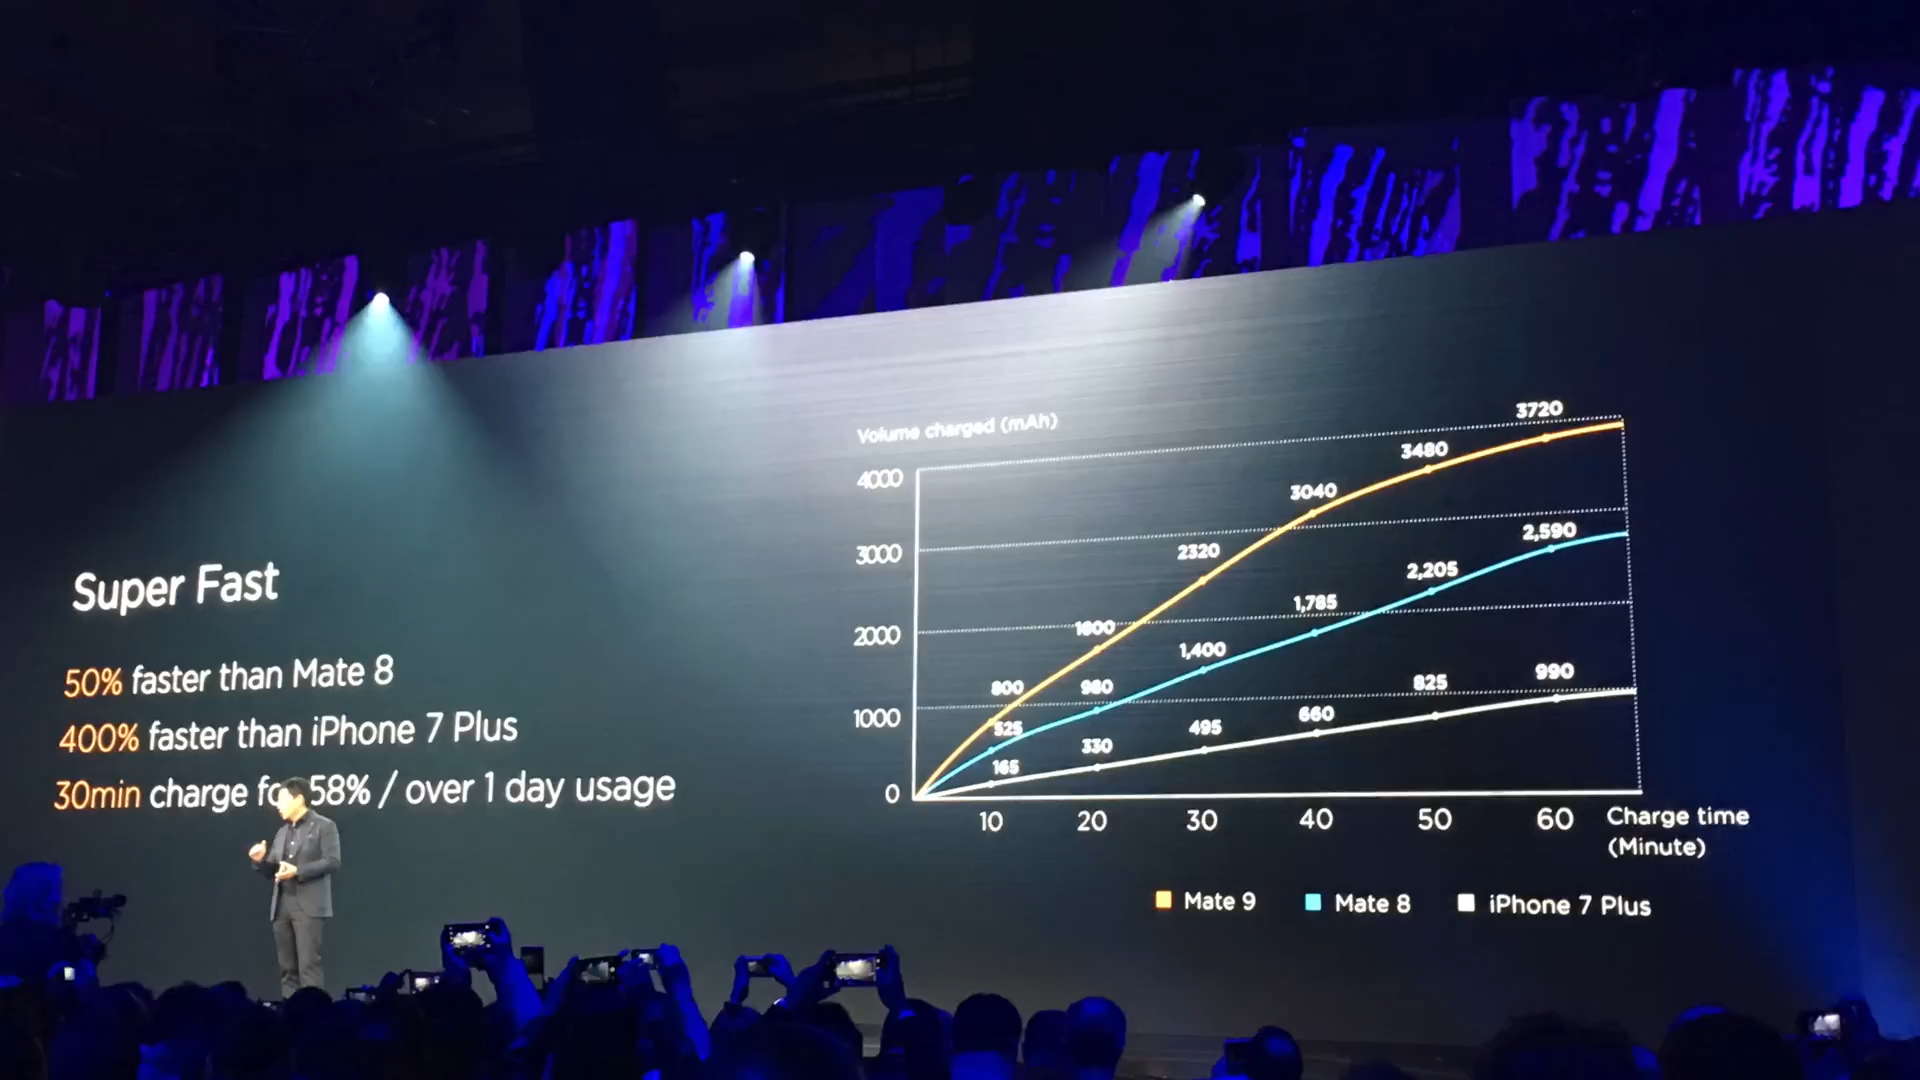 Super Fast
50% faster than Mate 8
400% faster than iPhone 7 Plus
30min charge for 58% / over 1 day usage
Volume charged (mAh)
4000
3000
2000
1000
0
3720
3480
3040
2320
1600
800
2,590
2,205
1,785
1,400
980
525
990
825
660
495
330
165
10 20 30 40 50 60
Charge time
(Minute)
Mate 9 Mate 8 iPhone 7 Plus